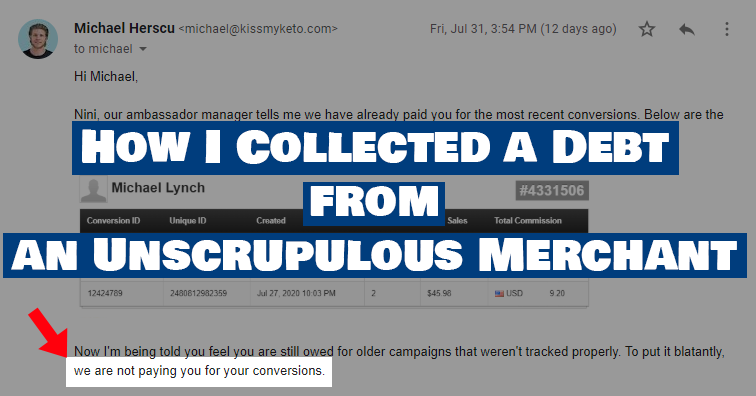 Michael Herscu <michael@kissmyketo.com>
Fri, Jul 31, 3:54 PM (12 days ago)
to michael
Hi Michael,
Nini, our ambassador manager tells me we have already paid you for the most recent conversions. Below are the
How I Collected a Debt
from
an Unscrupulous Merchant
Michael Lynch
#4331506
Conversion ID Unique ID Created Sales Total Commission
12424789 2480812982359 Jul 27, 2020 10:03 PM 2 $45.98 USD 9.20
Now I'm being told you feel you are still owed for older campaigns that weren't tracked properly. To put it blatantly,
we are not paying you for your conversions.